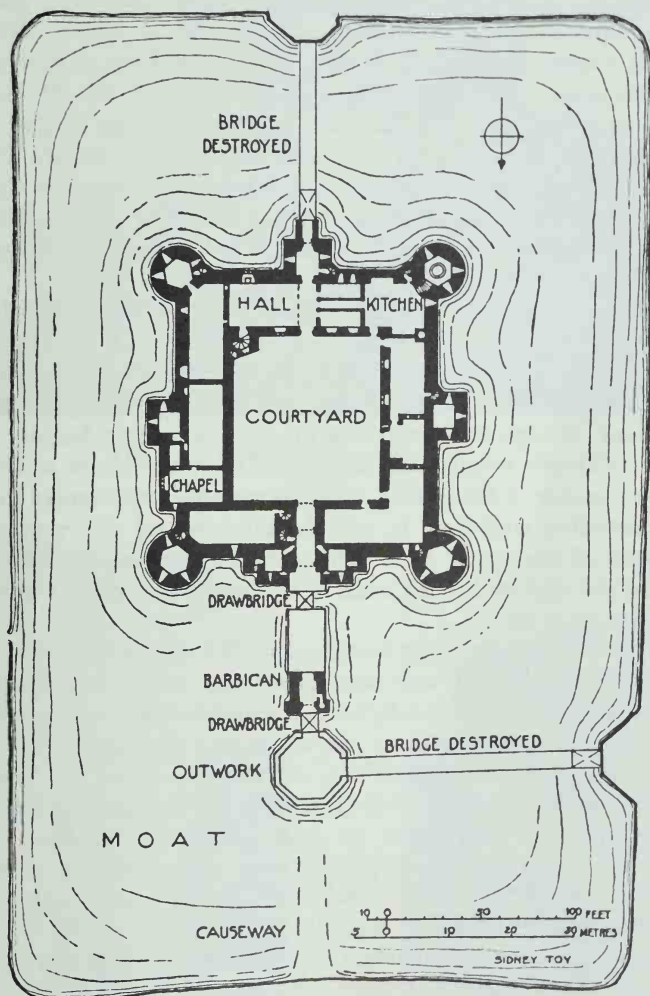 BRIDGE
DESTROYED
HALL
KITCHEN
COURTYARD
CHAPEL
DRAWBRIDGE
BARBICAN
DRAWBRIDGE
BRIDGE DESTROYED
OUTWORK
MOAT
10 0 50 100 FEET
5 0 10 20 30 METRES
CAUSEWAY
SIDNEY TOY